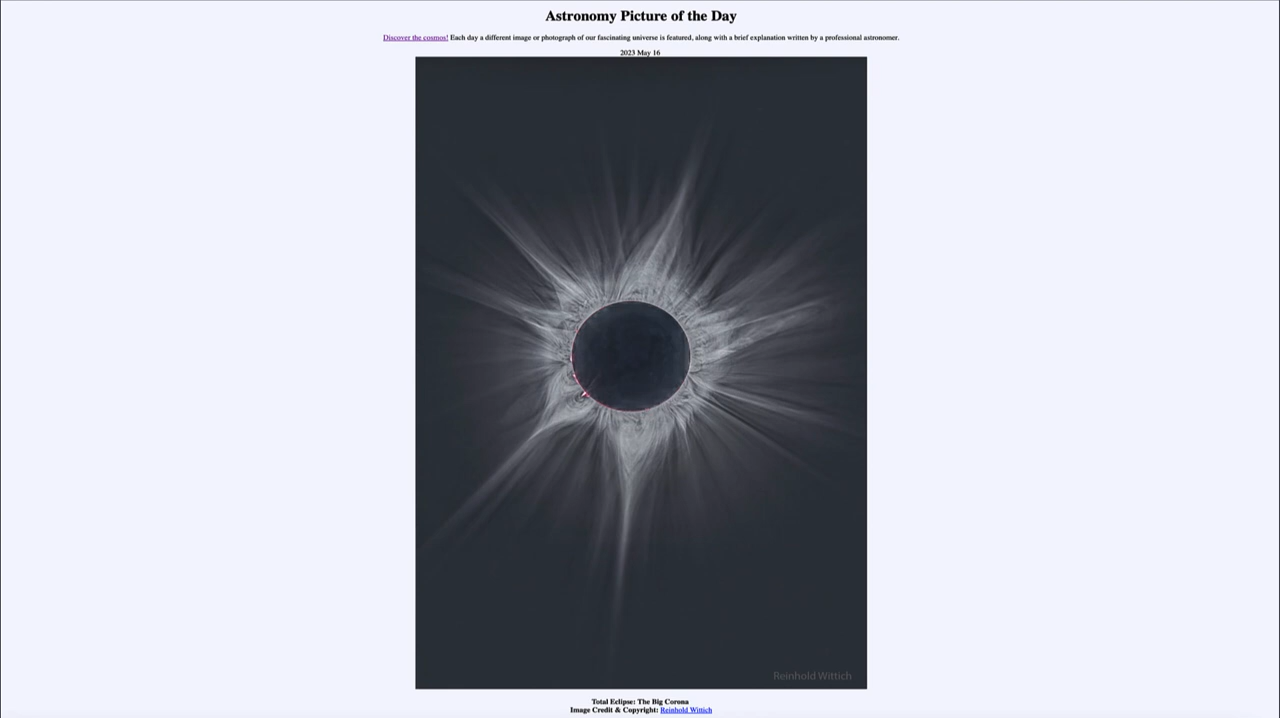 Astronomy Picture of the Day
Discover the cosmos! Each day a different image or photograph of our fascinating universe is featured, along with a brief explanation written by a professional astronomer.
2023 May 16
Reinhold Wittich
Total Eclipse: The Big Corona
Image Credit & Copyright: Reinhold Wittich